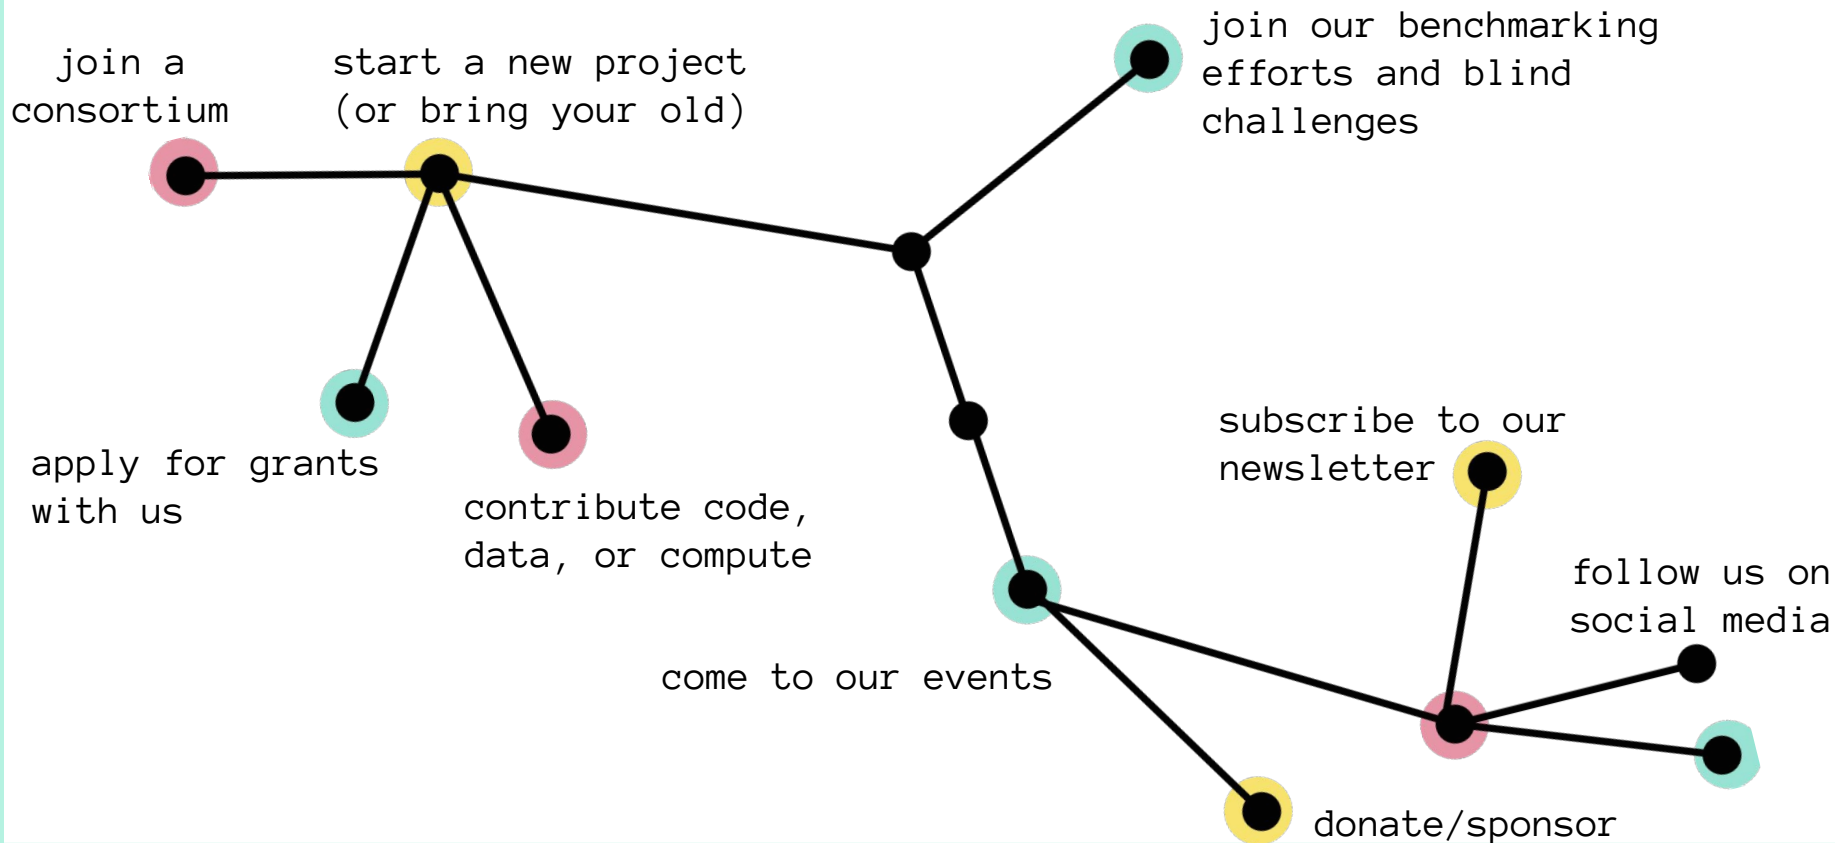 join a
consortium
start a new project
(or bring your old)
join our benchmarking
efforts and blind
challenges
apply for grants
with us
contribute code,
data, or compute
subscribe to our
newsletter
follow us on
social media
come to our events
donate/sponsor